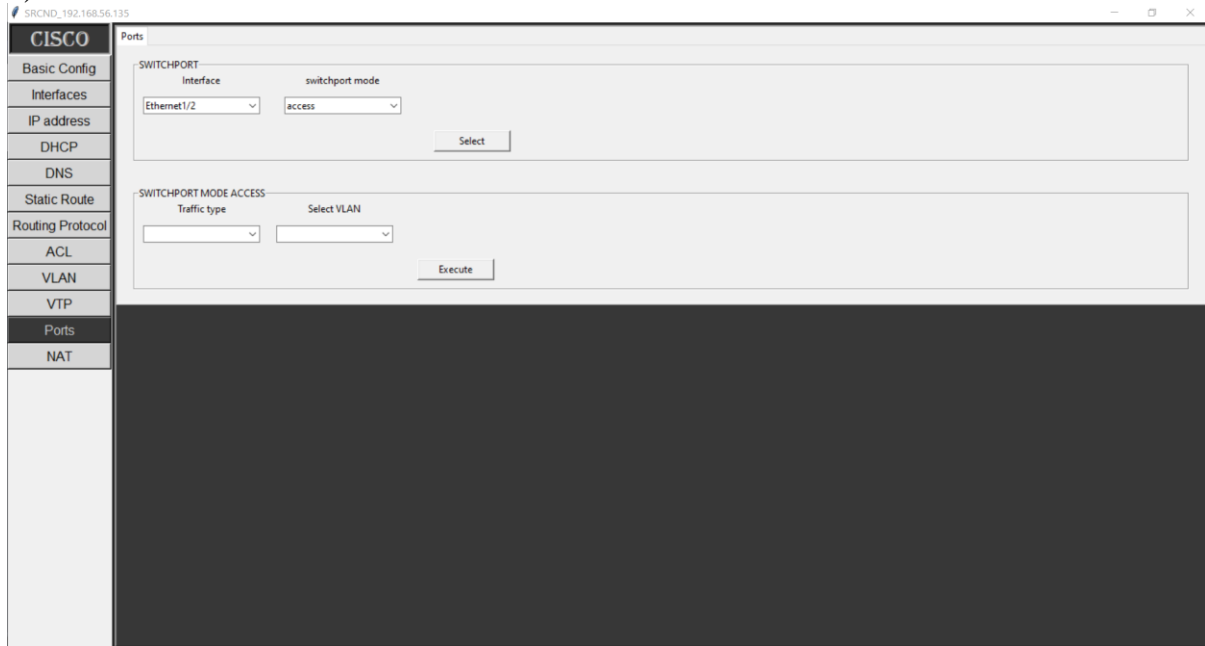 SRCND_192.168.56.135
CISCO
Basic Config
Interfaces
IP address
DHCP
DNS
Static Route
Routing Protocol
ACL
VLAN
VTP
Ports
NAT
Ports
SWITCHPORT
Interface switchport mode
Ethernet1/2 access
Select
SWITCHPORT MODE ACCESS
Traffic type Select VLAN
Execute